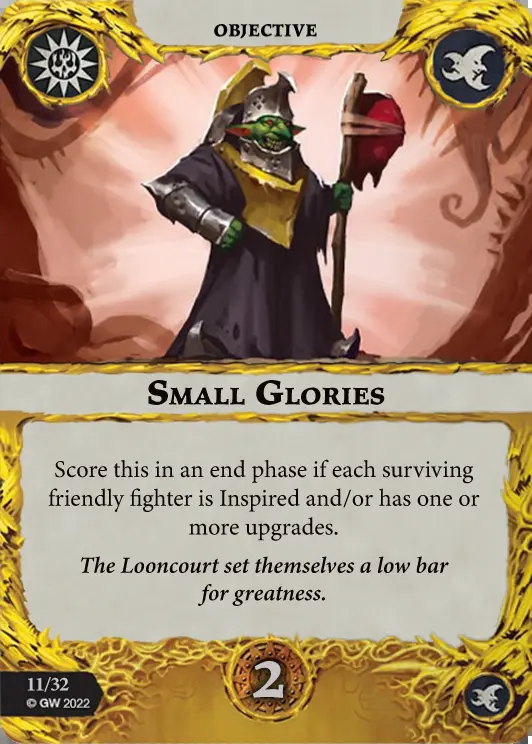 OBJECTIVE
SMALL GLORIES
Score this in an end phase if each surviving
friendly fighter is Inspired and/or has one or
more upgrades.
The Looncourt set themselves a low bar
for greatness.
2
11/32
© GW 2022